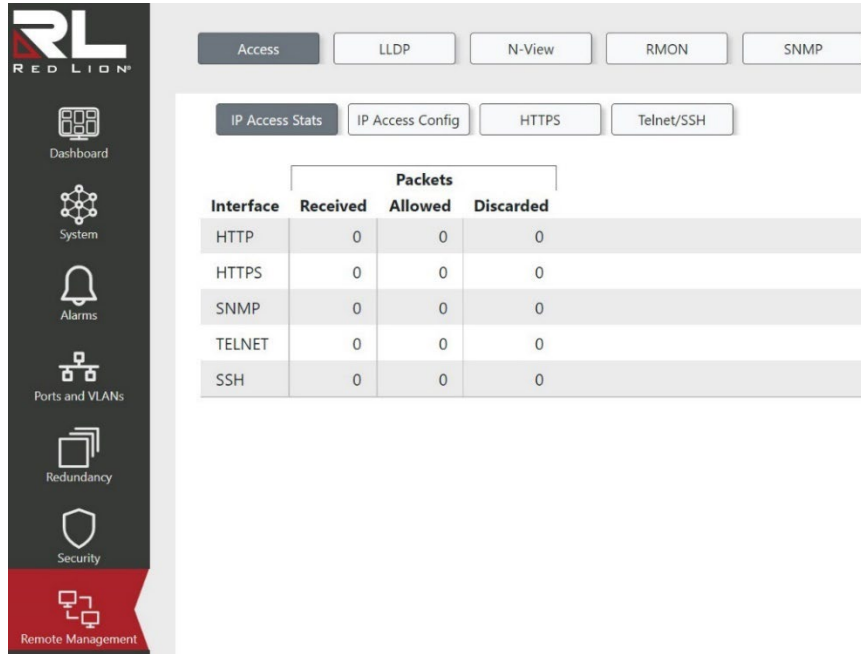 RL
RED LION®
Access
LLDP
N-View
RMON
SNMP
IP Access Stats
IP Access Config
HTTPS
Telnet/SSH
Packets
Interface Received Allowed Discarded
HTTP 0 0 0
HTTPS 0 0 0
SNMP 0 0 0
TELNET 0 0 0
SSH 0 0 0
Dashboard
System
Alarms
Ports and VLANs
Redundancy
Security
Remote Management